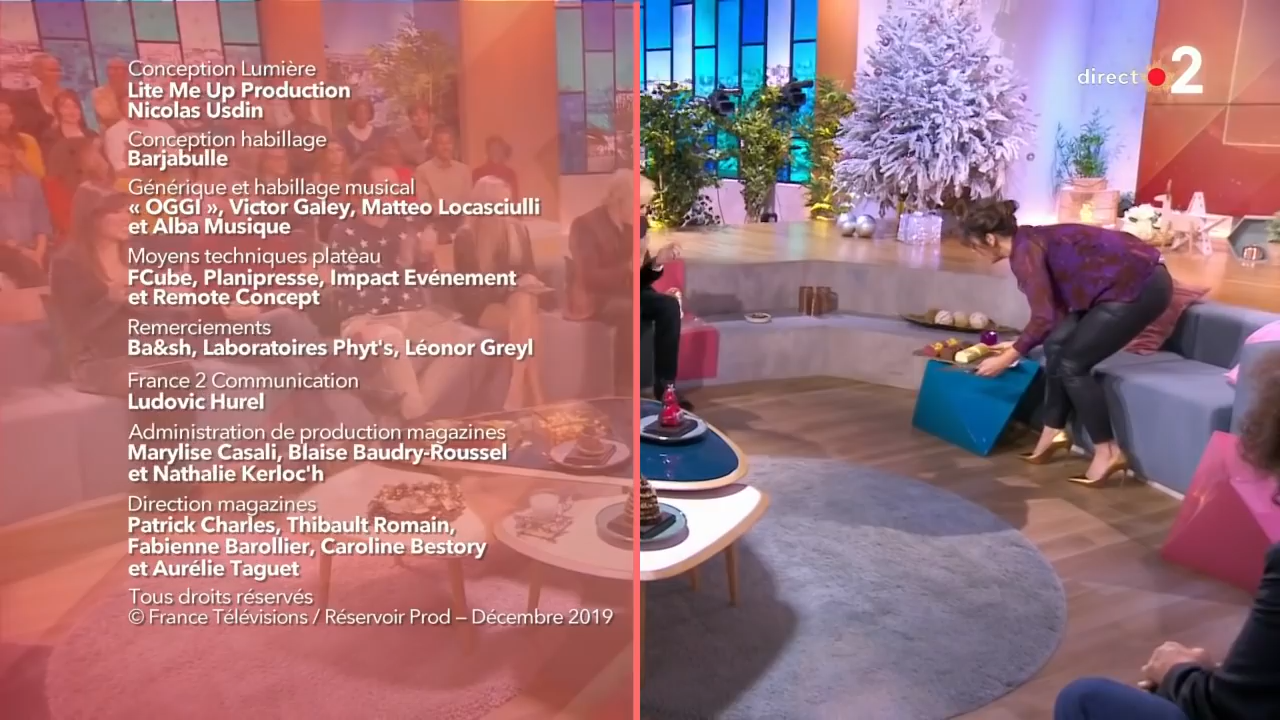 Conception Lumière
Lite Me Up Production
Nicolas Usdin
Conception habillage
Barjabulle
Générique et habillage musical
« OGGI », Victor Galey, Matteo Locasciulli
et Alba Musique
Moyens techniques plateau
FCube, Planipresse, Impact Evénement
et Remote Concept
Remerciements
Ba&sh, Laboratoires Phyt's, Léonor Greyl
France 2 Communication
Ludovic Hurel
Administration de production magazines
Marylise Casali, Blaise Baudry-Roussel
et Nathalie Kerloc'h
Direction magazines
Patrick Charles, Thibault Romain,
Fabienne Barollier, Caroline Bestory
et Aurélie Taguet
Tous droits réservés
© France Télévisions / Réservoir Prod – Décembre 2019
direct 2